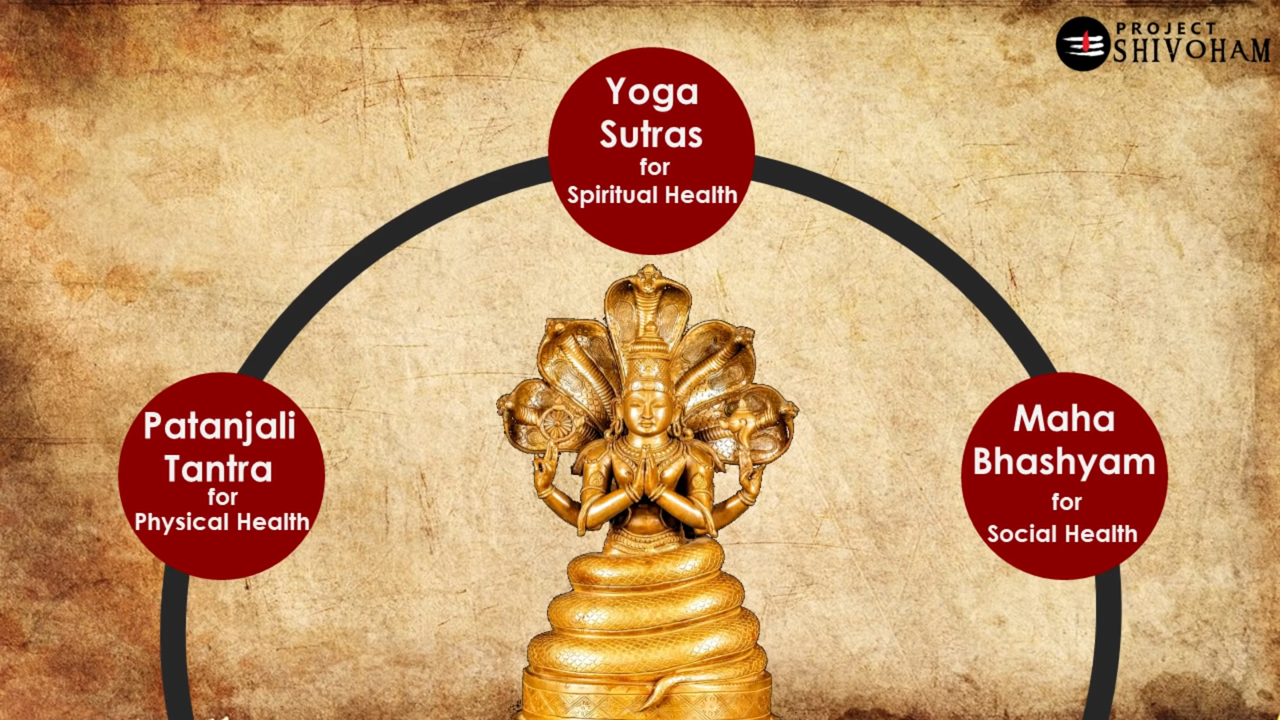 PROJECT
SHIVOHAM
Yoga
Sutras
for
Spiritual Health
Patanjali
Tantra
for
Physical Health
Maha
Bhashyam
for
Social Health